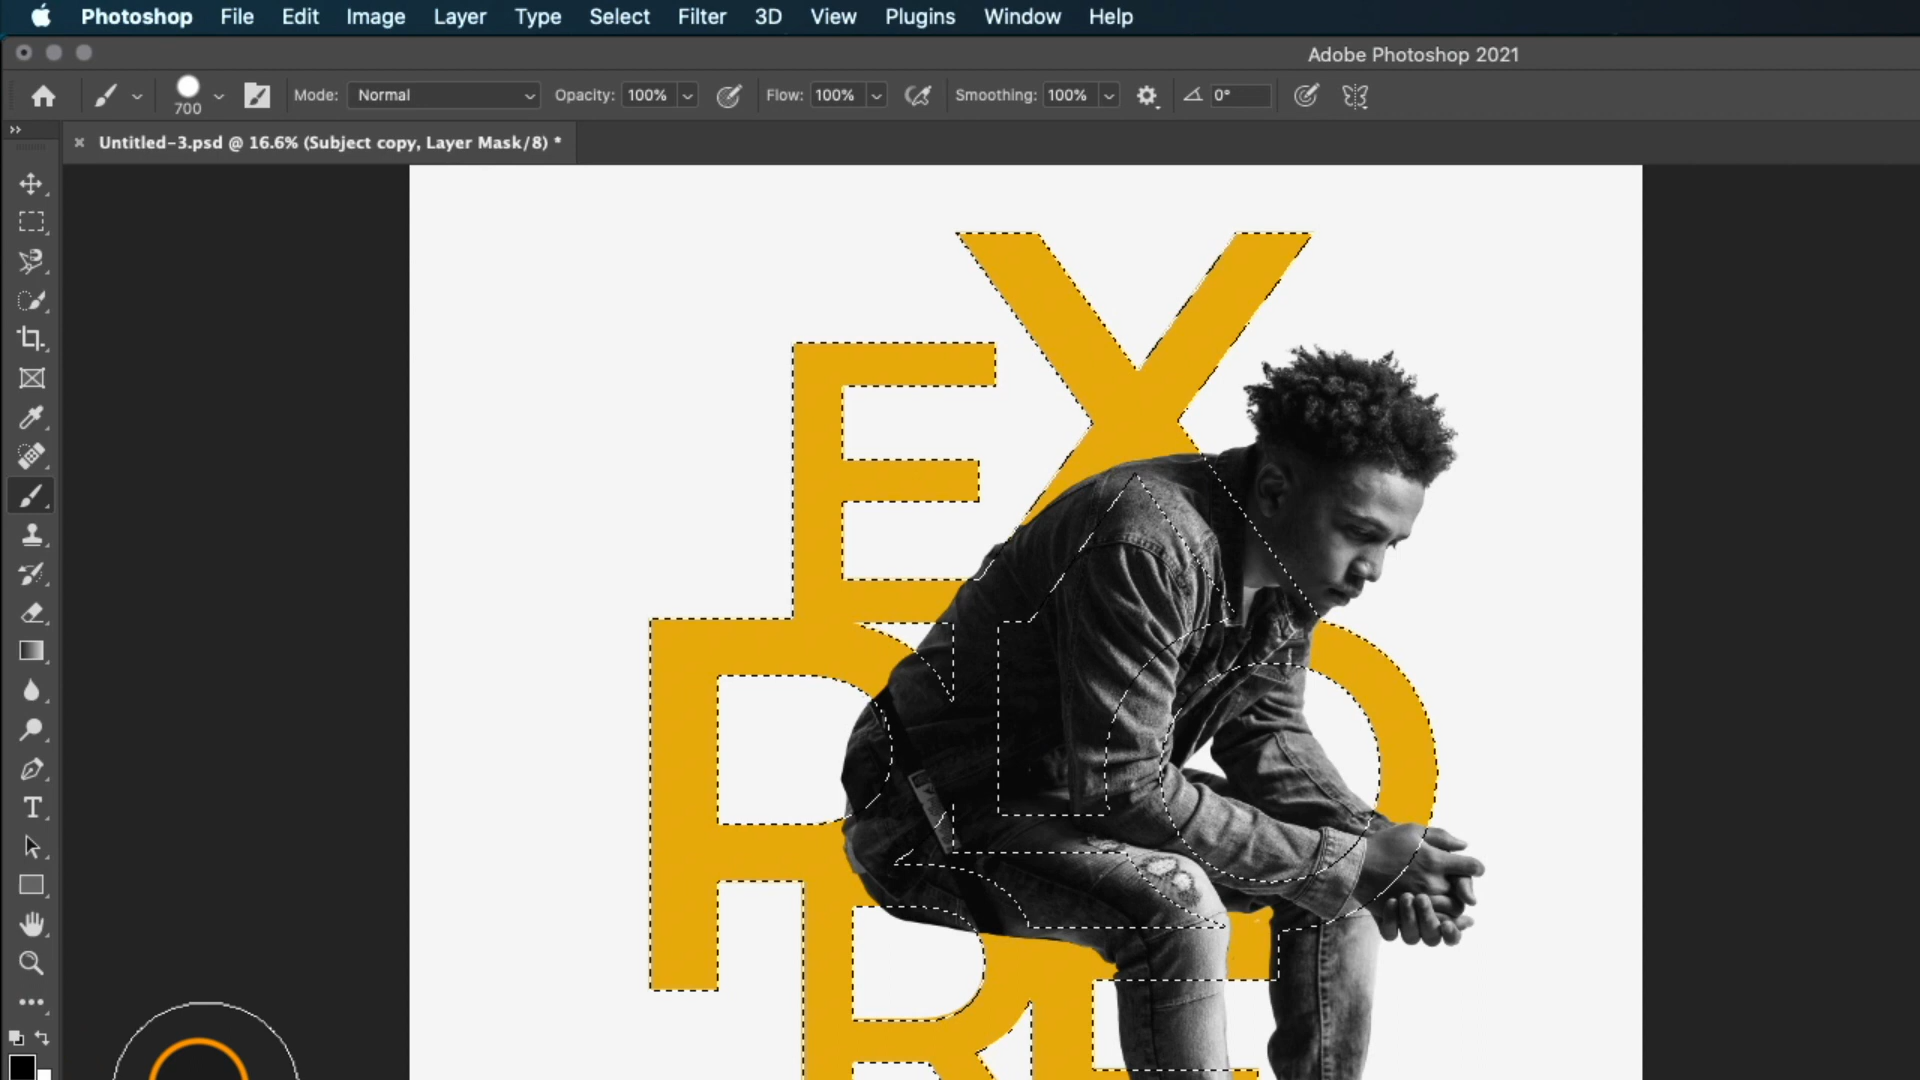 Photoshop File Edit Image Layer Type Select Filter 3D View Plugins Window Help
Adobe Photoshop 2021
700 Mode: Normal Opacity: 100% Flow: 100% Smoothing: 100% 0°
Untitled-3.psd @ 16.6% (Subject copy, Layer Mask/8) *
X
E
P O
R E